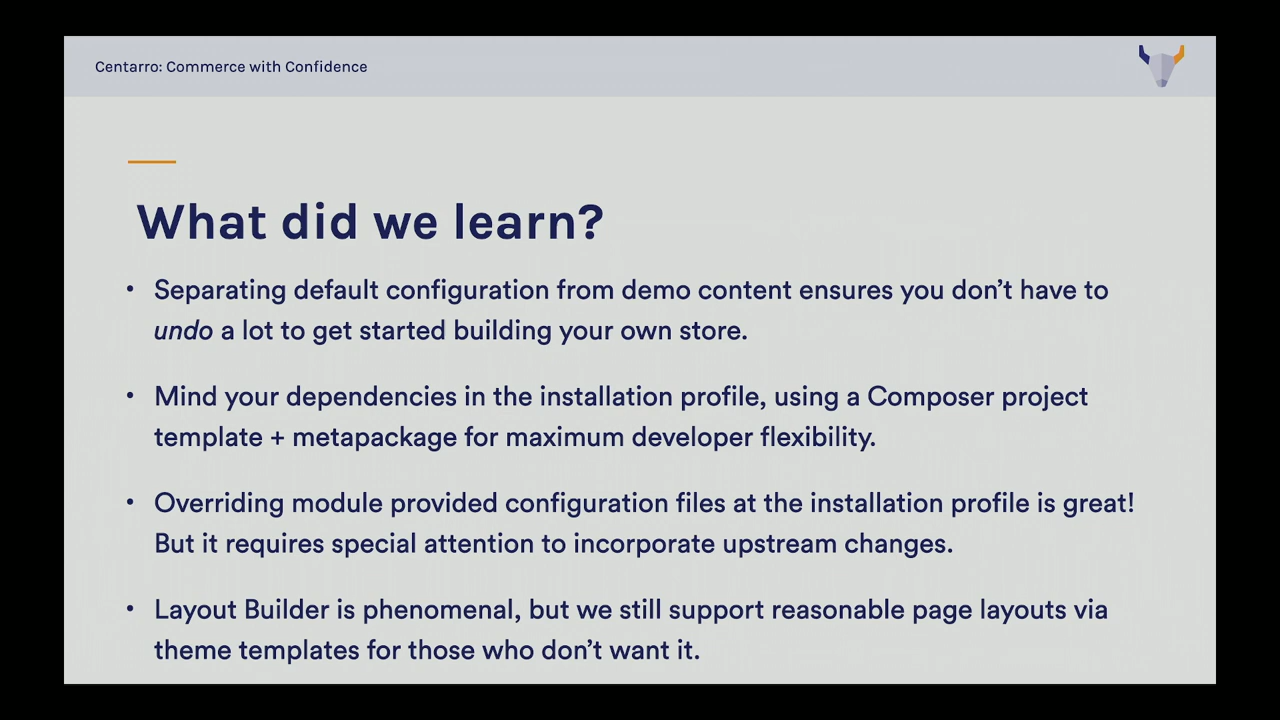 Centarro: Commerce with Confidence
What did we learn?
• Separating default configuration from demo content ensures you don’t have to
undo a lot to get started building your own store.
• Mind your dependencies in the installation profile, using a Composer project
template + metapackage for maximum developer flexibility.
• Overriding module provided configuration files at the installation profile is great!
But it requires special attention to incorporate upstream changes.
• Layout Builder is phenomenal, but we still support reasonable page layouts via
theme templates for those who don’t want it.